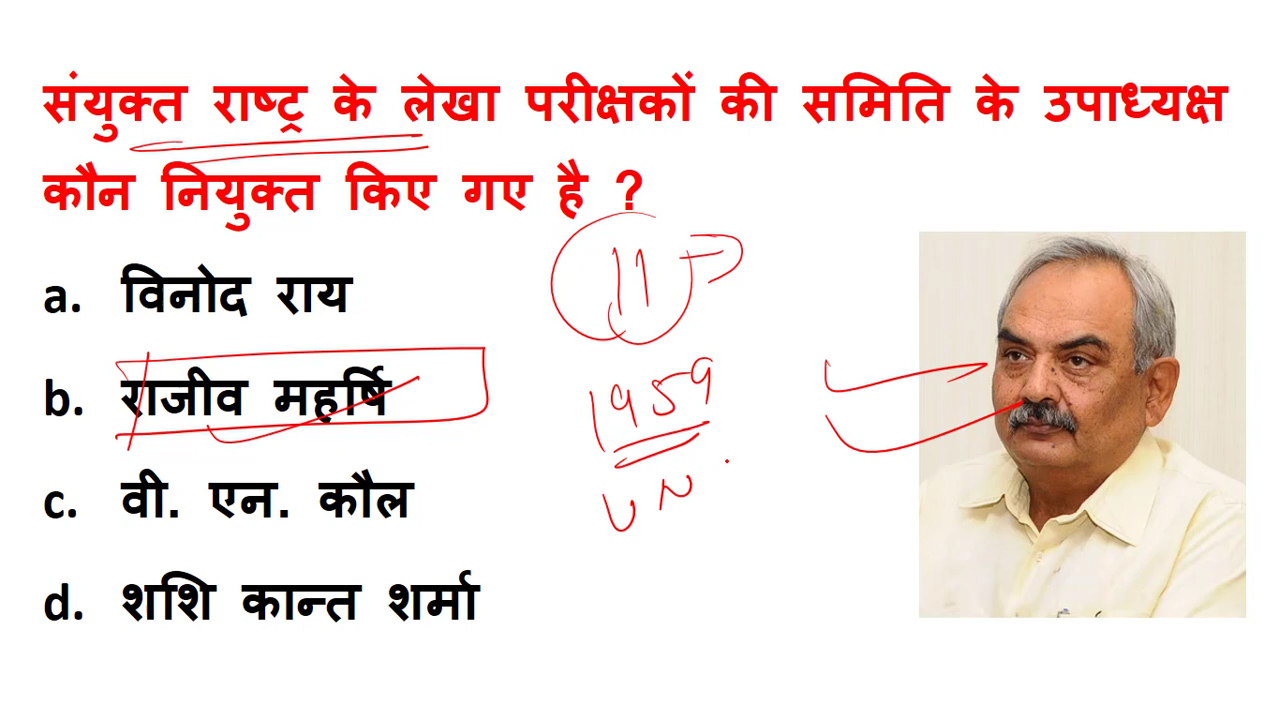 संयुक्त राष्ट्र के लेखा परीक्षकों की समिति के उपाध्यक्ष
कौन नियुक्त किए गए है ?
a. विनोद राय
11
b. राजीव महर्षि
1959
c. वी. एन. कौल
UN
d. शशि कान्त शर्मा